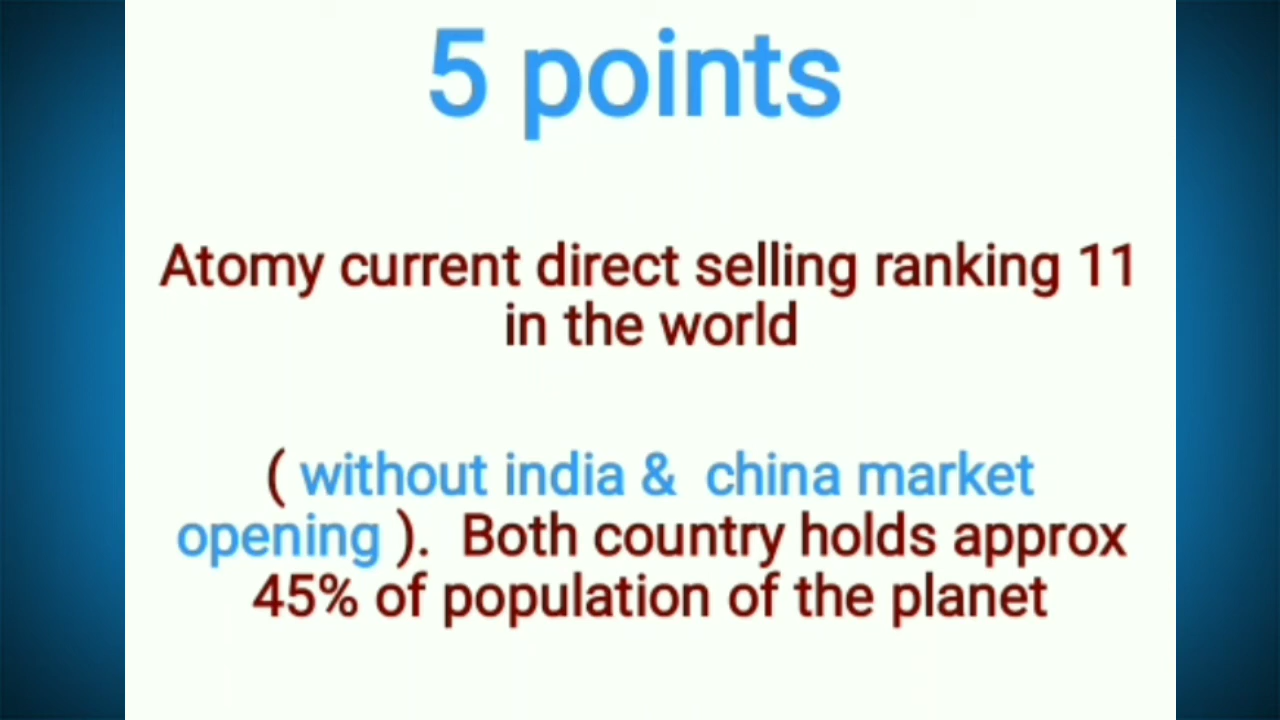 5 points
Atomy current direct selling ranking 11
in the world
( without india & china market
opening ). Both country holds approx
45% of population of the planet